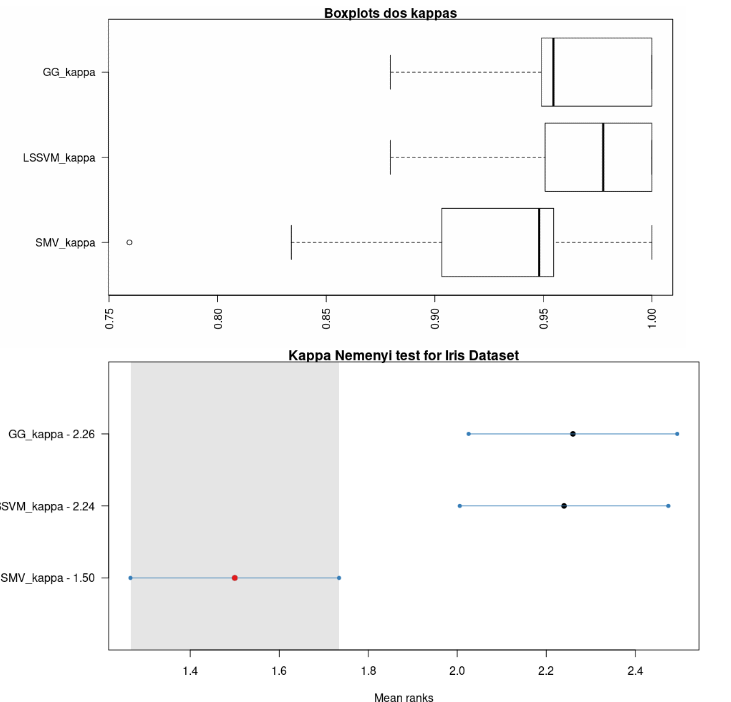 Boxplots dos kappas
GG_kappa
LSSVM_kappa
SMV_kappa
0.75 0.80 0.85 0.90 0.95 1.00
Kappa Nemenyi test for Iris Dataset
GG_kappa - 2.26
SSVM_kappa - 2.24
SMV_kappa - 1.50
1.4 1.6 1.8 2.0 2.2 2.4
Mean ranks